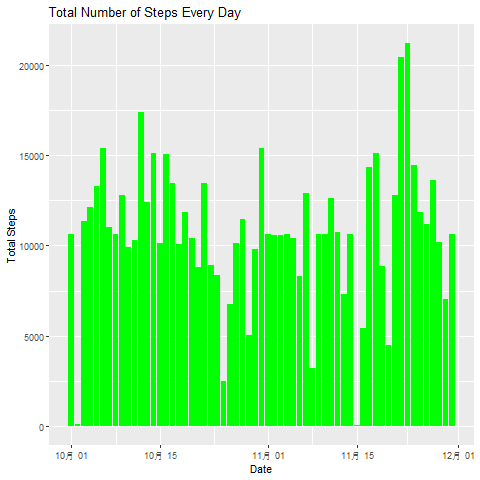 Total Number of Steps Every Day
Total Steps
20000
15000
10000
5000
0
10月 01
10月 15
11月 01
11月 15
12月 01
Date